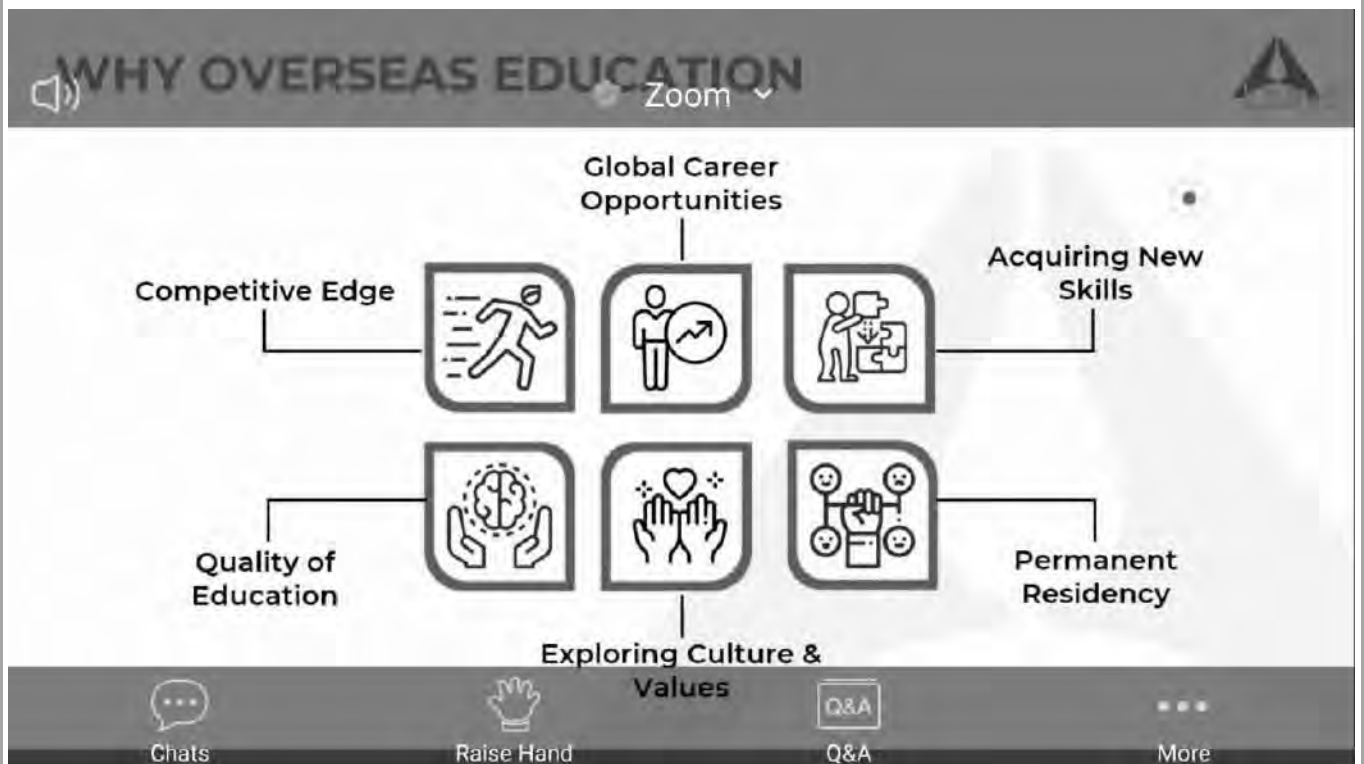 WHY OVERSEAS EDUCATION
Zoom
Global Career
Opportunities
Competitive Edge
Acquiring New
Skills
Quality of
Education
Permanent
Residency
Exploring Culture &
Values
Q&A
Chats
Raise Hand
Q&A
More